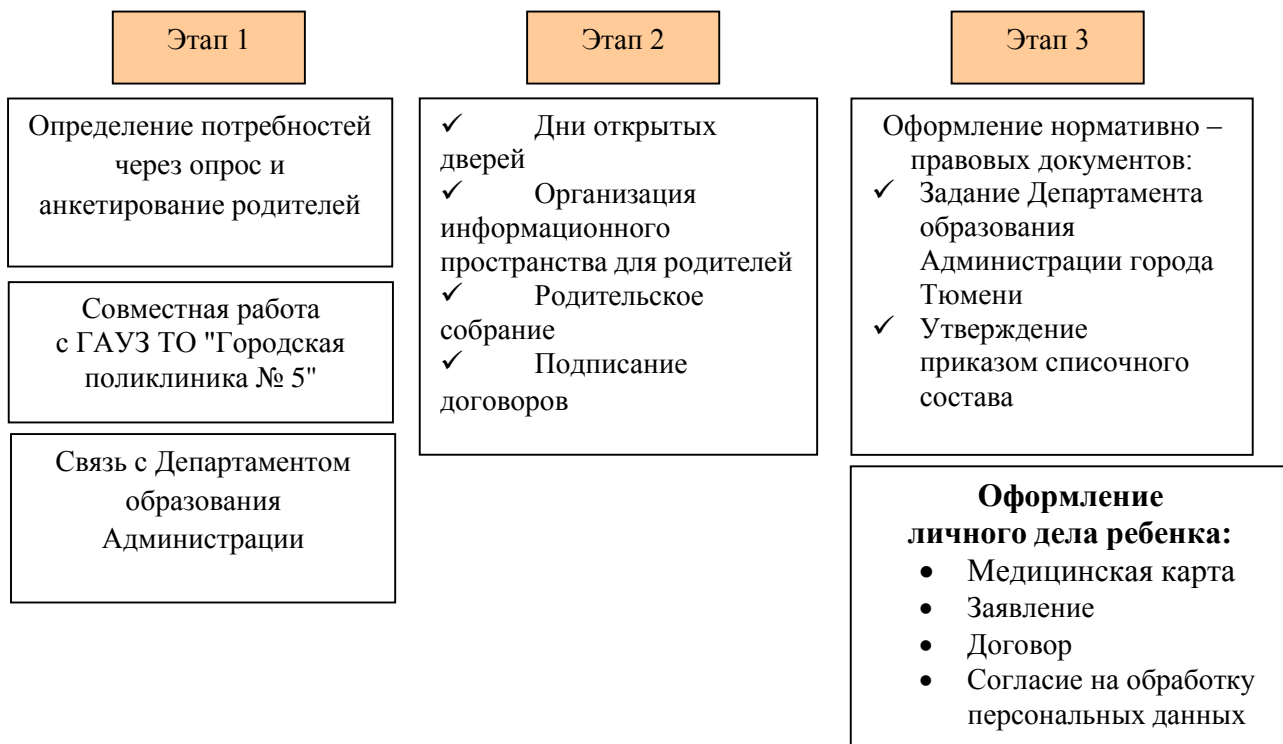 Этап 1
Определение потребностей
через опрос и
анкетирование родителей
Совместная работа
с ГАУЗ ТО "Городская
поликлиника № 5"
Связь с Департаментом
образования
Администрации
Этап 2
✓ Дни открытых
дверей
✓ Организация
информационного
пространства для родителей
✓ Родительское
собрание
✓ Подписание
договоров
Этап 3
Оформление нормативно –
правовых документов:
✓ Задание Департамента
образования
Администрации города
Тюмени
✓ Утверждение
приказом списочного
состава
Оформление
личного дела ребенка:
• Медицинская карта
• Заявление
• Договор
• Согласие на обработку
персональных данных